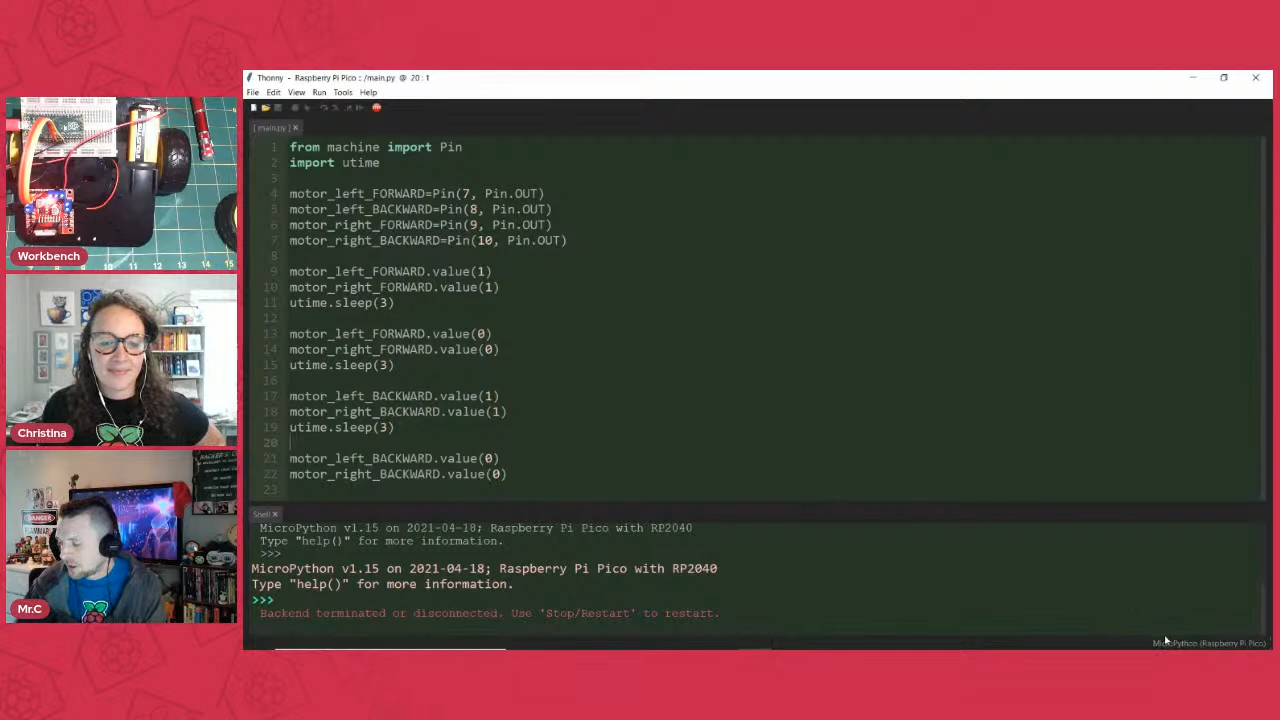 Thonny - Raspberry Pi Pico :: /main.py @ 20 : 1
File Edit View Run Tools Help
[ main.py ] ×
1 from machine import Pin
2 import utime
3
4 motor_left_FORWARD=Pin(7, Pin.OUT)
5 motor_left_BACKWARD=Pin(8, Pin.OUT)
6 motor_right_FORWARD=Pin(9, Pin.OUT)
7 motor_right_BACKWARD=Pin(10, Pin.OUT)
8
9 motor_left_FORWARD.value(1)
10 motor_right_FORWARD.value(1)
11 utime.sleep(3)
12
13 motor_left_FORWARD.value(0)
14 motor_right_FORWARD.value(0)
15 utime.sleep(3)
16
17 motor_left_BACKWARD.value(1)
18 motor_right_BACKWARD.value(1)
19 utime.sleep(3)
20
21 motor_left_BACKWARD.value(0)
22 motor_right_BACKWARD.value(0)
23
Shell ×
MicroPython v1.15 on 2021-04-18; Raspberry Pi Pico with RP2040
Type "help()" for more information.
>>>
MicroPython v1.15 on 2021-04-18; Raspberry Pi Pico with RP2040
Type "help()" for more information.
>>>
Backend terminated or disconnected. Use 'Stop/Restart' to restart.
MicroPython (Raspberry Pi Pico)
Workbench
11 12 13 14 15
Christina
DANGER
FLAMMABLE
Mr.C